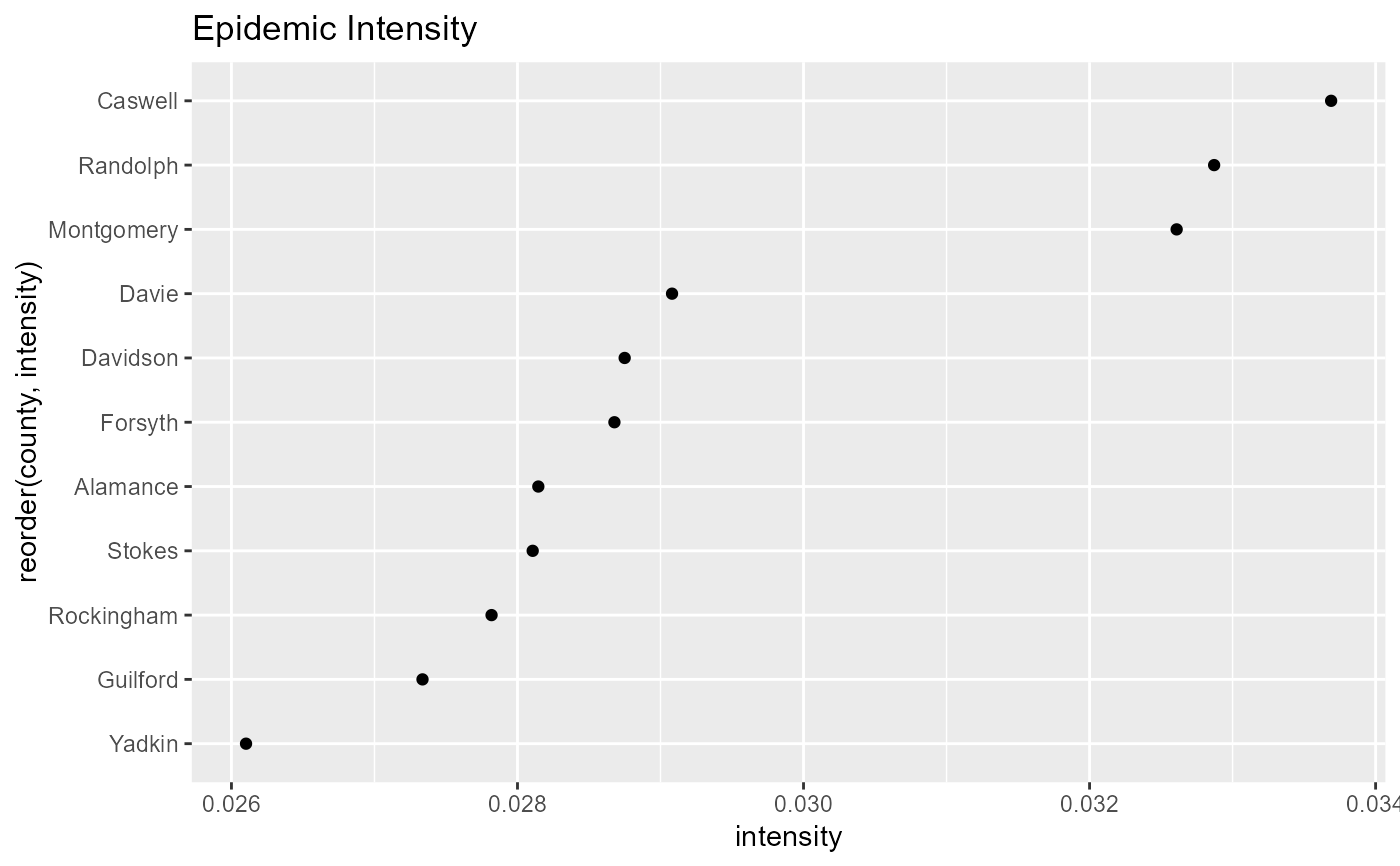 Epidemic Intensity
reorder(county, intensity)
Caswell
Randolph
Montgomery
Davie
Davidson
Forsyth
Alamance
Stokes
Rockingham
Guilford
Yadkin
0.026 0.028 0.030 0.032 0.034
intensity